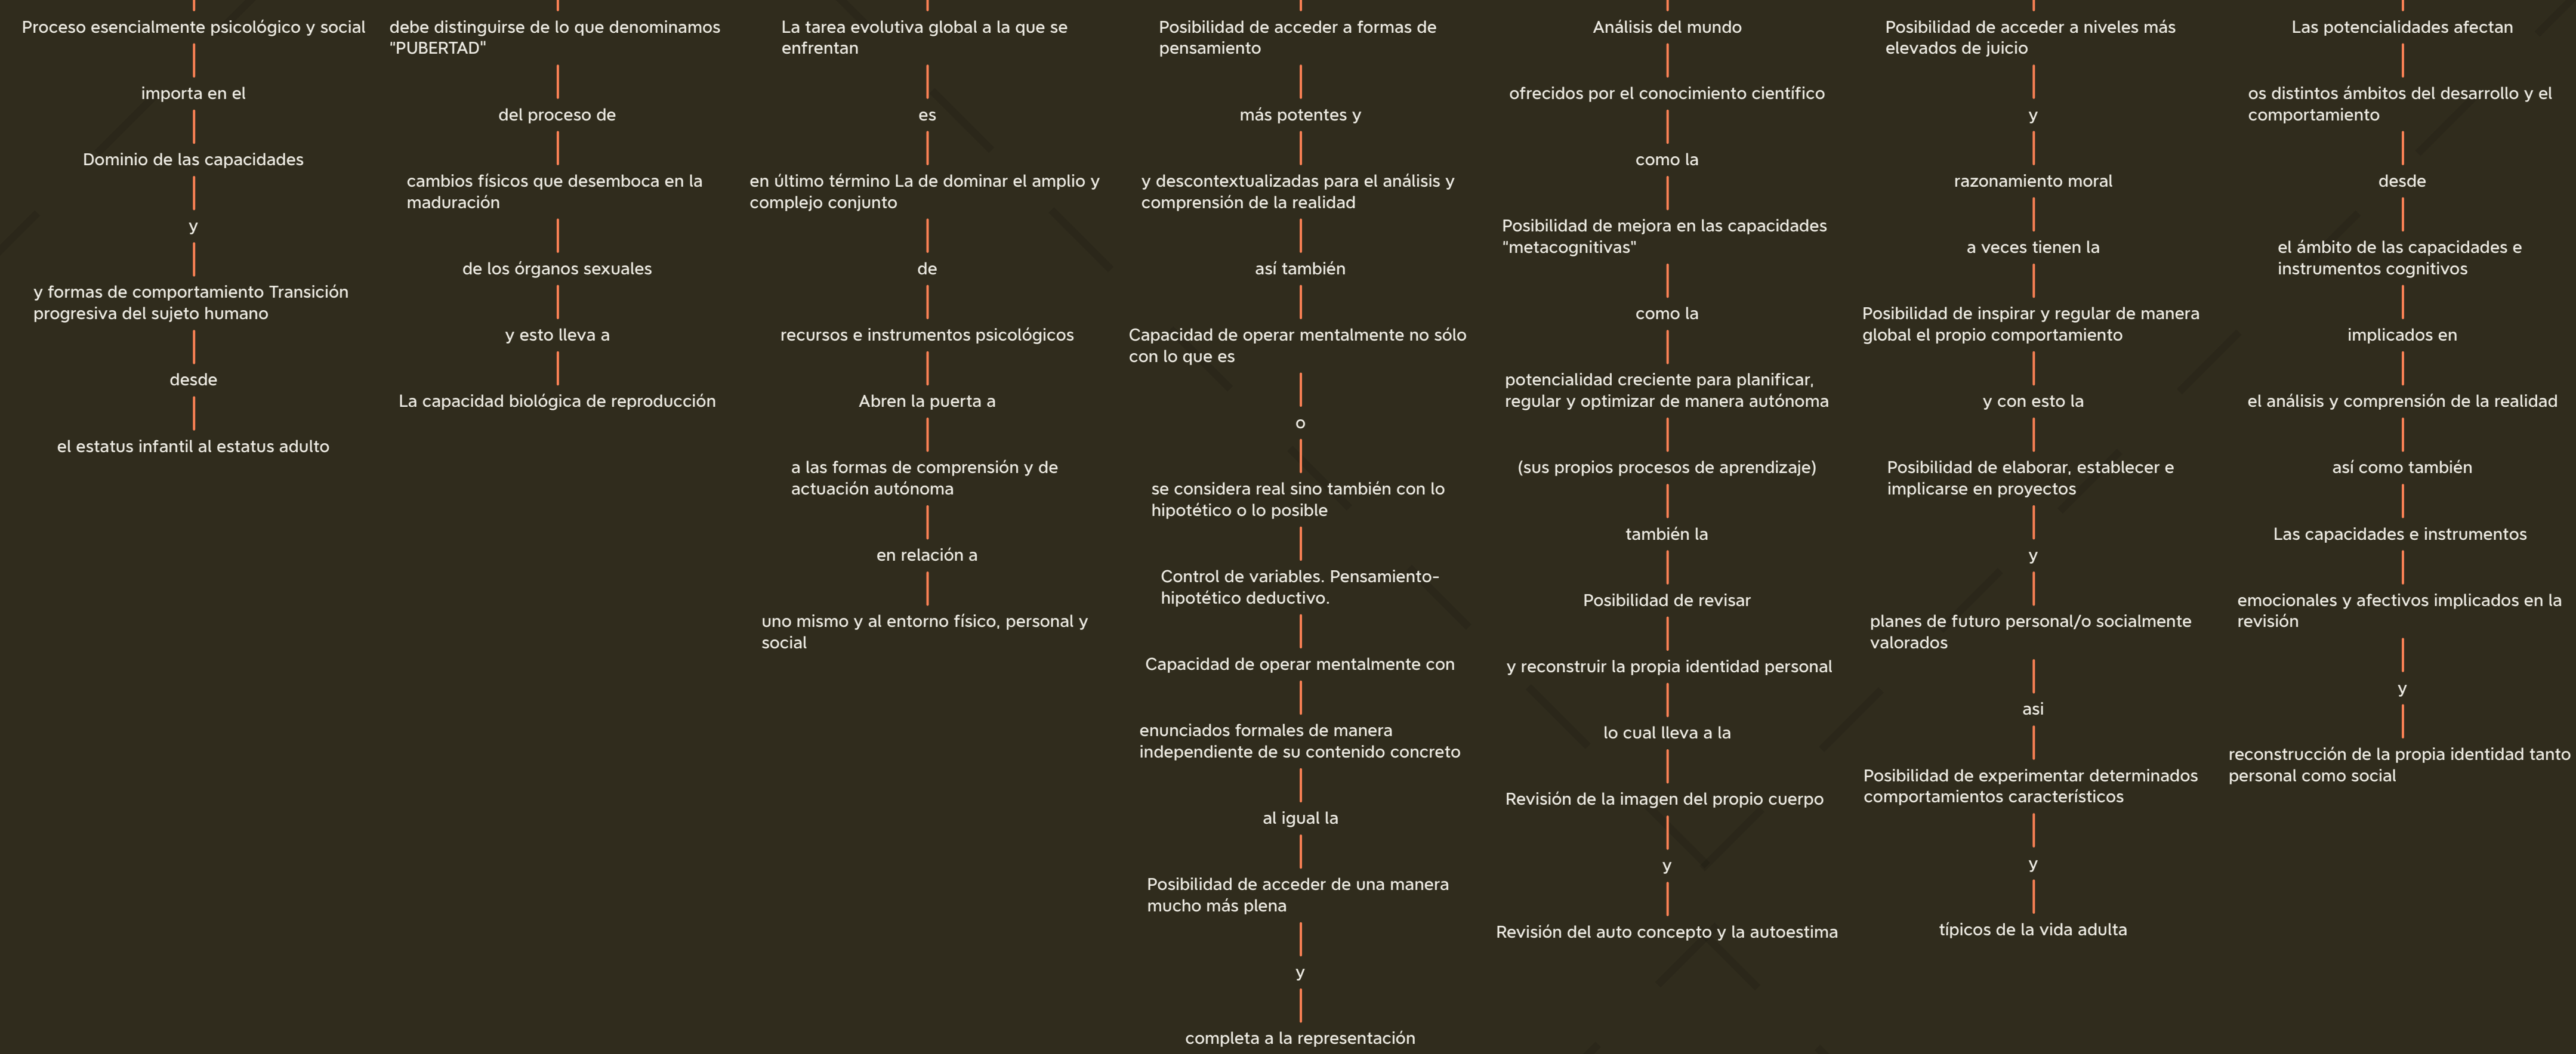 Proceso esencialmente psicológico y social
importa en el
Dominio de las capacidades
y
y formas de comportamiento Transición
progresiva del sujeto humano
desde
el estatus infantil al estatus adulto
debe distinguirse de lo que denominamos
"PUBERTAD"
del proceso de
cambios físicos que desemboca en la
maduración
de los órganos sexuales
y esto lleva a
La capacidad biológica de reproducción
La tarea evolutiva global a la que se
enfrentan
es
en último término La de dominar el amplio y
complejo conjunto
de
recursos e instrumentos psicológicos
Abren la puerta a
a las formas de comprensión y de
actuación autónoma
en relación a
uno mismo y al entorno físico, personal y
social
Posibilidad de acceder a formas de
pensamiento
más potentes y
y descontextualizadas para el análisis y
comprensión de la realidad
así también
Capacidad de operar mentalmente no sólo
con lo que es
o
se considera real sino también con lo
hipotético o lo posible
Control de variables. Pensamiento-
hipotético deductivo.
Capacidad de operar mentalmente con
enunciados formales de manera
independiente de su contenido concreto
al igual la
Posibilidad de acceder de una manera
mucho más plena
y
completa a la representación
Análisis del mundo
ofrecidos por el conocimiento científico
como la
Posibilidad de mejora en las capacidades
"metacognitivas"
como la
potencialidad creciente para planificar,
regular y optimizar de manera autónoma
(sus propios procesos de aprendizaje)
también la
Posibilidad de revisar
y reconstruir la propia identidad personal
lo cual lleva a la
Revisión de la imagen del propio cuerpo
y
Revisión del auto concepto y la autoestima
Posibilidad de acceder a niveles más
elevados de juicio
y
razonamiento moral
a veces tienen la
Posibilidad de inspirar y regular de manera
global el propio comportamiento
y con esto la
Posibilidad de elaborar, establecer e
implicarse en proyectos
y
planes de futuro personal/o socialmente
valorados
asi
Posibilidad de experimentar determinados
comportamientos característicos
y
típicos de la vida adulta
Las potencialidades afectan
os distintos ámbitos del desarrollo y el
comportamiento
desde
el ámbito de las capacidades e
instrumentos cognitivos
implicados en
el análisis y comprensión de la realidad
así como también
Las capacidades e instrumentos
emocionales y afectivos implicados en la
revisión
y
reconstrucción de la propia identidad tanto
personal como social